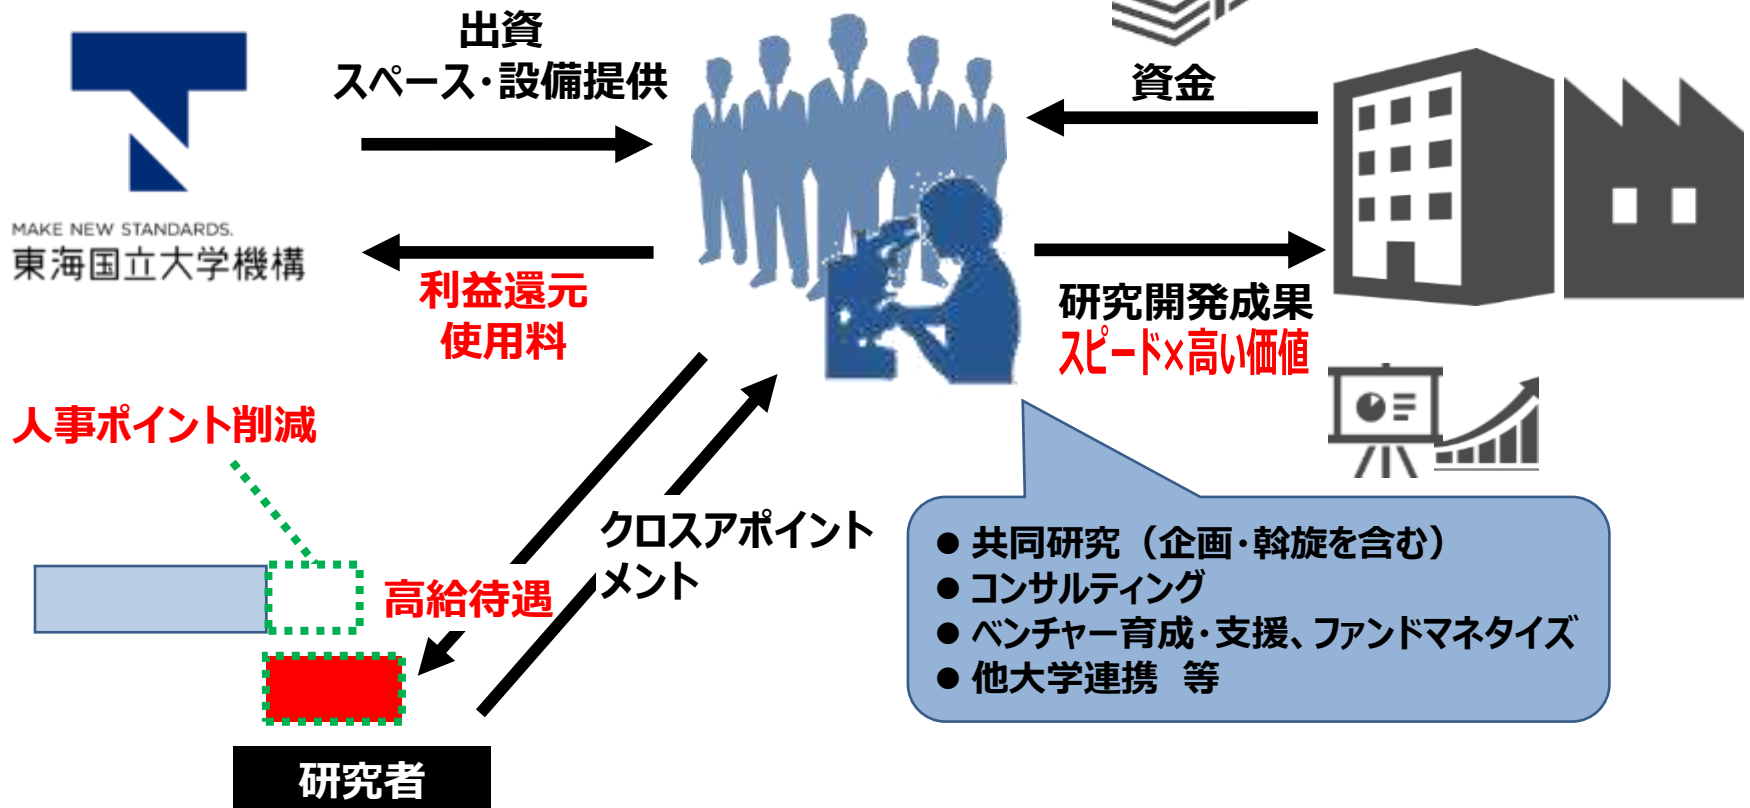 出資
スペース・設備提供
資金
MAKE NEW STANDARDS.
東海国立大学機構
利益還元
使用料
研究開発成果
スピード×高い価値
人事ポイント削減
クロスアポイント
メント
高給待遇
● 共同研究（企画・斡旋を含む）
● コンサルティング
● ベンチャー育成・支援、ファンドマネタイズ
● 他大学連携 等
研究者